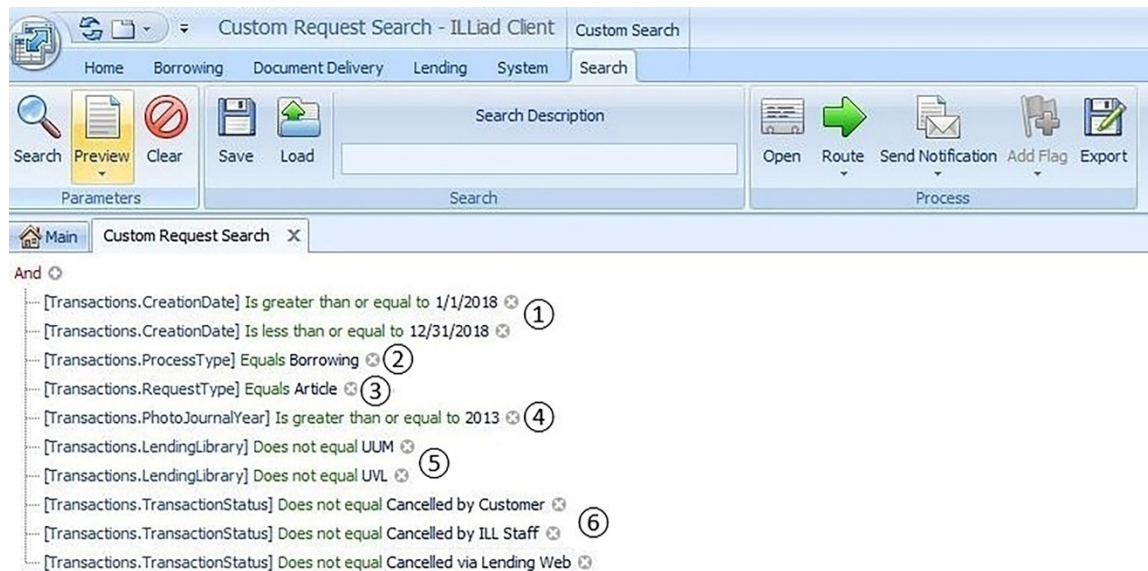 Custom Request Search - ILLiad Client Custom Search
Home Borrowing Document Delivery Lending System Search
Search Description
Search Preview Clear Save Load Open Route Send Notification Add Flag Export
Parameters Search Process
Main Custom Request Search X
And
[Transactions.CreationDate] Is greater than or equal to 1/1/2018
①
[Transactions.CreationDate] Is less than or equal to 12/31/2018
[Transactions.ProcessType] Equals Borrowing ②
[Transactions.RequestType] Equals Article ③
[Transactions.PhotoJournalYear] Is greater than or equal to 2013 ④
[Transactions.LendingLibrary] Does not equal UUM
⑤
[Transactions.LendingLibrary] Does not equal UVL
[Transactions.TransactionStatus] Does not equal Cancelled by Customer
⑥
[Transactions.TransactionStatus] Does not equal Cancelled by ILL Staff
[Transactions.TransactionStatus] Does not equal Cancelled via Lending Web